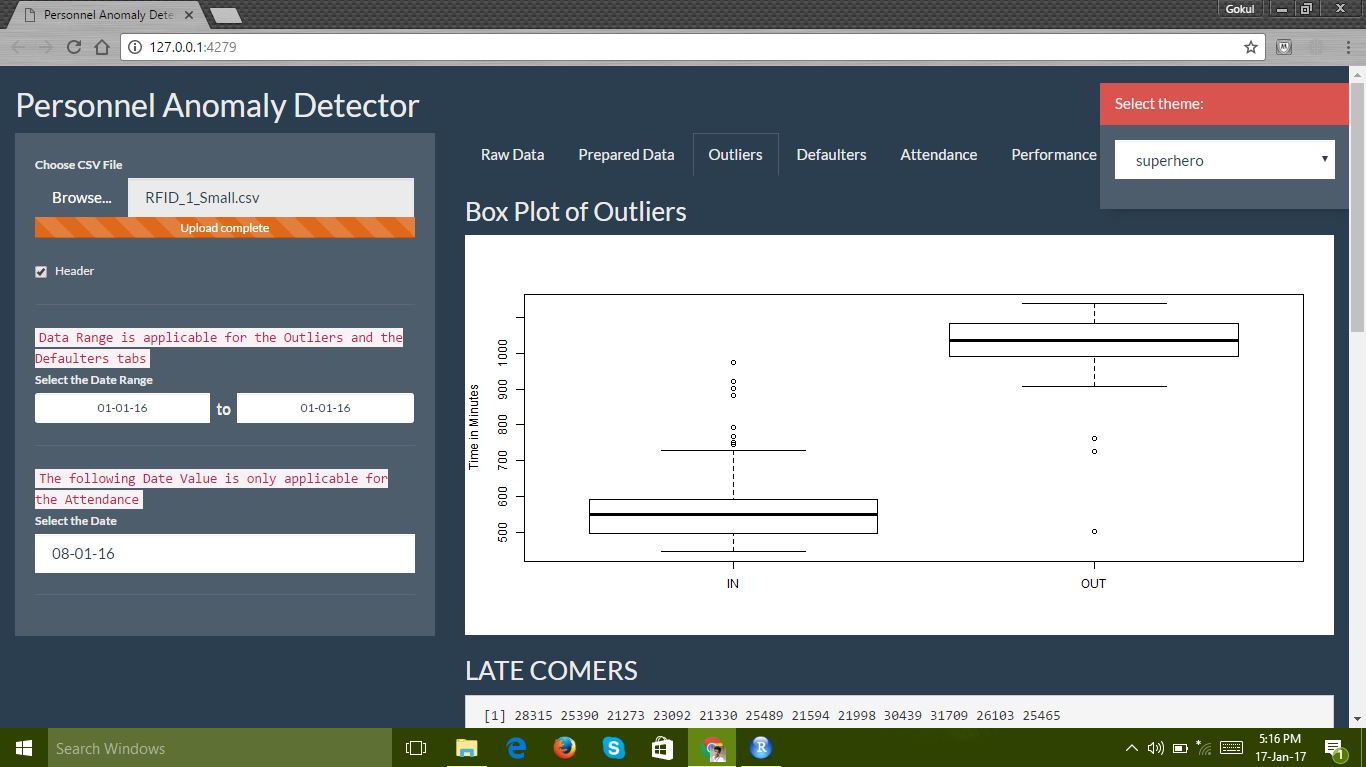 Personnel Anomaly Dete
Gokul
127.0.0.1:4279
Personnel Anomaly Detector
Select theme:
superhero
Choose CSV File
Browse... RFID_1_Small.csv
Upload complete
Header
Data Range is applicable for the Outliers and the
Defaulters tabs
Select the Date Range
01-01-16 to 01-01-16
The following Date Value is only applicable for
the Attendance
Select the Date
08-01-16
Raw Data Prepared Data Outliers Defaulters Attendance Performance
Box Plot of Outliers
Time in Minutes
1000
900
800
700
600
500
IN OUT
LATE COMERS
[1] 28315 25390 21273 23092 21330 25489 21594 21998 30439 31709 26103 25465
Search Windows
5:16 PM
17-Jan-17
1